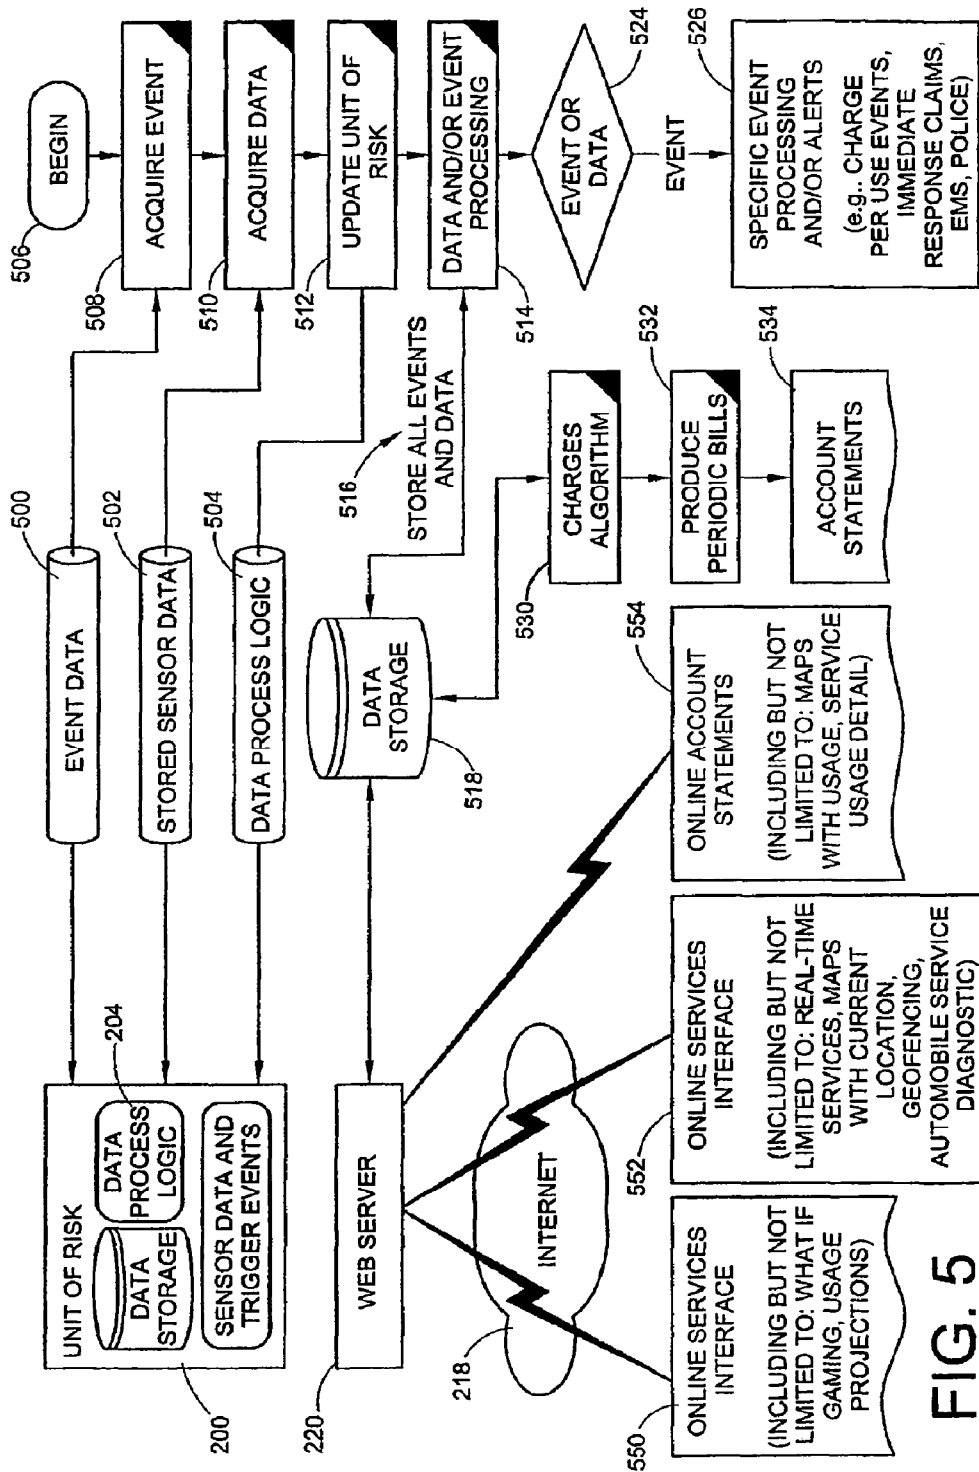 506
BEGIN
508
ACQUIRE EVENT
510
ACQUIRE DATA
512
UPDATE UNIT OF
RISK
514
DATA AND/OR EVENT
PROCESSING
524
EVENT OR
DATA
EVENT
526
SPECIFIC EVENT
PROCESSING
AND/OR ALERTS
(e.g.. CHARGE
PER USE EVENTS,
IMMEDIATE
RESPONSE CLAIMS,
EMS, POLICE)
500
EVENT DATA
502
STORED SENSOR DATA
504
DATA PROCESS LOGIC
516
STORE ALL EVENTS
AND DATA
DATA
STORAGE
518
530
CHARGES
ALGORITHM
532
PRODUCE
PERIODIC BILLS
534
ACCOUNT
STATEMENTS
UNIT OF RISK
204
DATA
STORAGE
DATA
PROCESS
LOGIC
SENSOR DATA AND
TRIGGER EVENTS
200
WEB SERVER
220
INTERNET
218
550
ONLINE SERVICES
INTERFACE
(INCLUDING BUT NOT
LIMITED TO: WHAT IF
GAMING, USAGE
PROJECTIONS)
552
ONLINE SERVICES
INTERFACE
(INCLUDING BUT NOT
LIMITED TO: REAL-TIME
SERVICES, MAPS
WITH CURRENT
LOCATION,
GEOFENCING,
AUTOMOBILE SERVICE
DIAGNOSTIC)
554
ONLINE ACCOUNT
STATEMENTS
(INCLUDING BUT NOT
LIMITED TO: MAPS
WITH USAGE, SERVICE
USAGE DETAIL)
FIG. 5